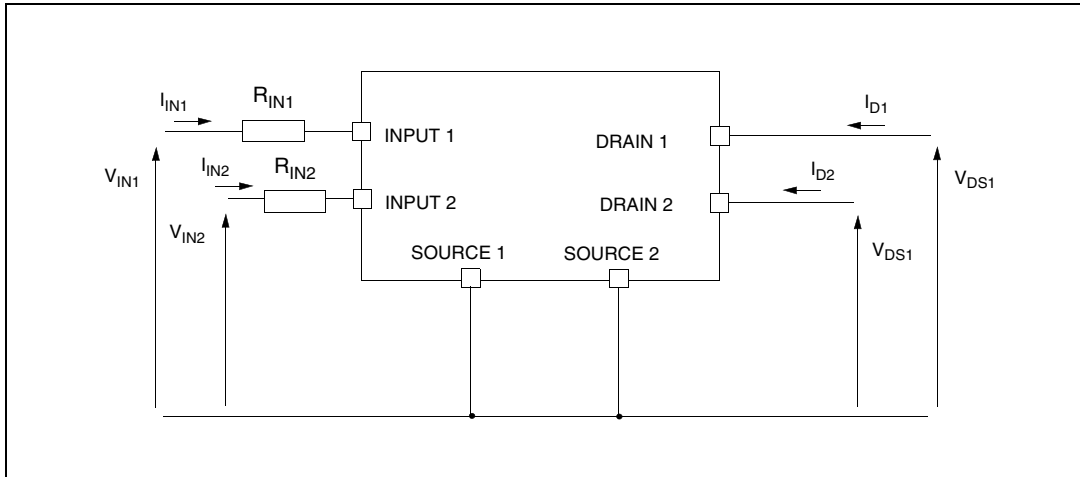 I_IN1
R_IN1
INPUT 1
DRAIN 1
I_D1
V_IN1
I_IN2
R_IN2
INPUT 2
DRAIN 2
I_D2
V_DS1
V_IN2
SOURCE 1
SOURCE 2
V_DS1